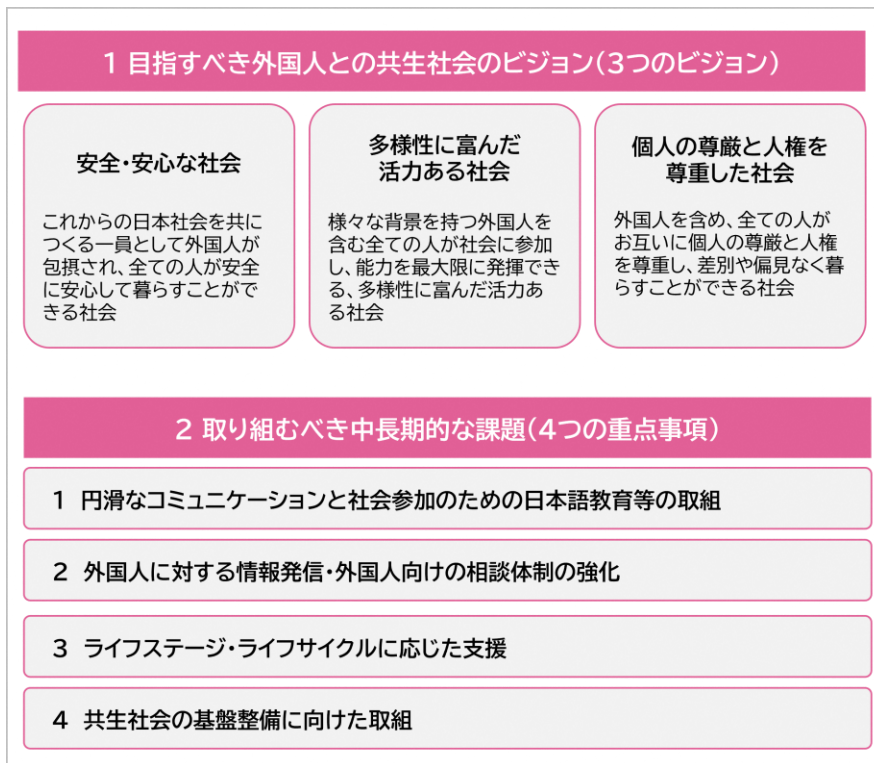 1 目指すべき外国人との共生社会のビジョン(3つのビジョン)
安全・安心な社会
これからの日本社会を共に
つくる一員として外国人が
包摂され、全ての人が安全
に安心して暮らすことがで
きる社会
多様性に富んだ
活力ある社会
様々な背景を持つ外国人を
含む全ての人が社会に参加
し、能力を最大限に発揮でき
る、多様性に富んだ活力あ
る社会
個人の尊厳と人権を
尊重した社会
外国人を含め、全ての人が
お互いに個人の尊厳と人権
を尊重し、差別や偏見なく暮
らすことができる社会
2 取り組むべき中長期的な課題(4つの重点事項)
1 円滑なコミュニケーションと社会参加のための日本語教育等の取組
2 外国人に対する情報発信・外国人向けの相談体制の強化
3 ライフステージ・ライフサイクルに応じた支援
4 共生社会の基盤整備に向けた取組